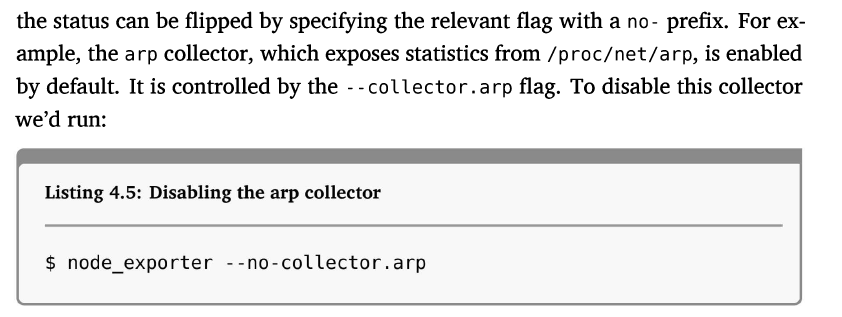 the status can be flipped by specifying the relevant flag with a no- prefix. For ex-
ample, the arp collector, which exposes statistics from /proc/net/arp, is enabled
by default. It is controlled by the --collector.arp flag. To disable this collector
we’d run:
Listing 4.5: Disabling the arp collector
$ node_exporter --no-collector.arp